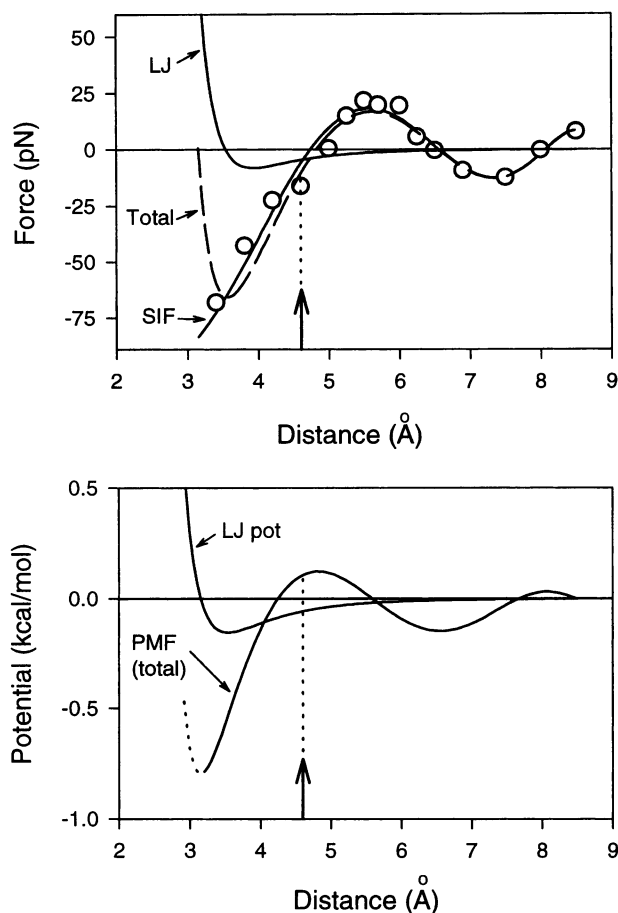 50
25
0
-25
-50
-75
Force (pN)
LJ
Total
SIF
2 3 4 5 6 7 8 9
Distance (Å)
0.5
0.0
-0.5
-1.0
Potential (kcal/mol)
LJ pot
PMF
(total)
2 3 4 5 6 7 8 9
Distance (Å)